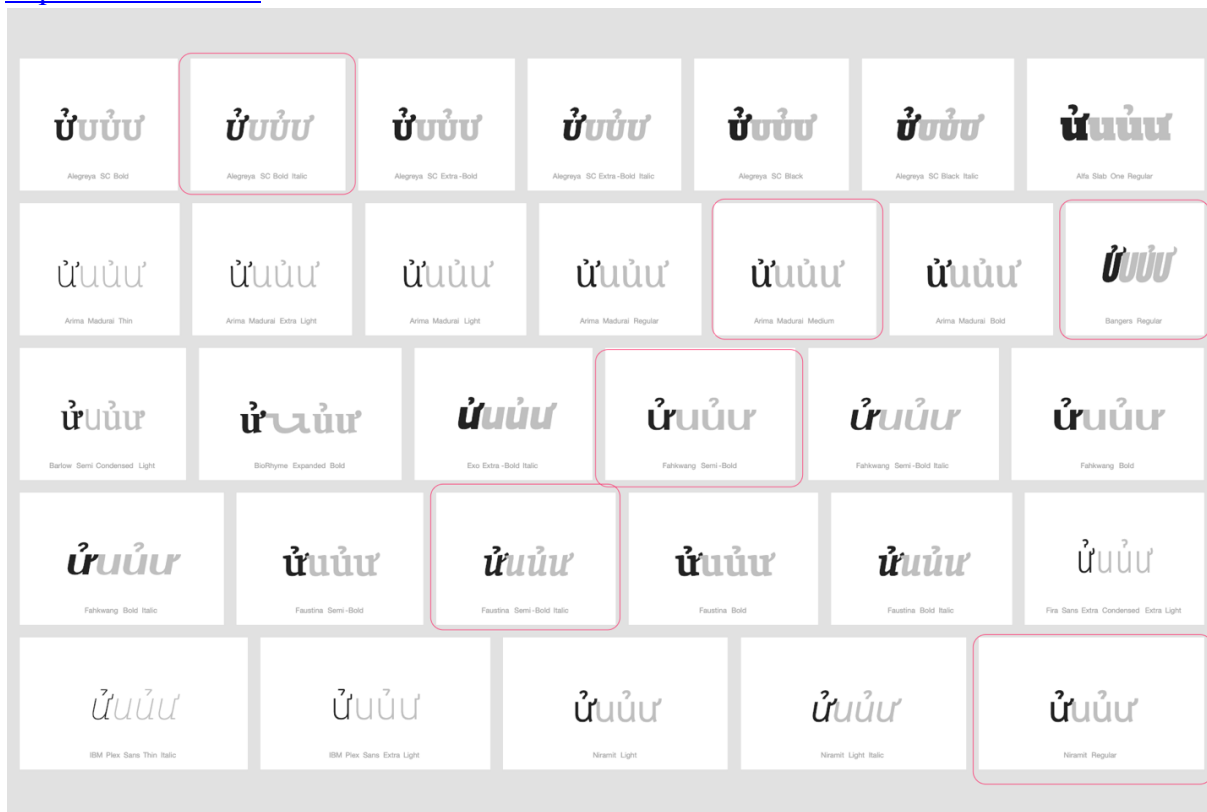 ửuủư
Alegreya SC Bold
ửuủư
Alegreya SC Bold Italic
ửuủư
Alegreya SC Extra-Bold
ửuủư
Alegreya SC Extra-Bold Italic
ửuủư
Alegreya SC Black
ửuủư
Alegreya SC Black Italic
ửuủư
Alfa Slab One Regular
ửuủư
Arima Madurai Thin
ửuủư
Arima Madurai Extra Light
ửuủư
Arima Madurai Light
ửuủư
Arima Madurai Regular
ửuủư
Arima Madurai Medium
ửuủư
Arima Madurai Bold
ửuủư
Bangers Regular
ửuủư
Barlow Semi Condensed Light
ửuủư
BioRhyme Expanded Bold
ửuủư
Exo Extra-Bold Italic
ửuủư
Fahkwang Semi-Bold
ửuủư
Fahkwang Semi-Bold Italic
ửuủư
Fahkwang Bold
ửuủư
Fahkwang Bold Italic
ửuủư
Faustina Semi-Bold
ửuủư
Faustina Semi-Bold Italic
ửuủư
Faustina Bold
ửuủư
Faustina Bold Italic
ửuủư
Fira Sans Extra Condensed Extra Light
ửuủư
IBM Plex Sans Thin Italic
ửuủư
IBM Plex Sans Extra Light
ửuủư
Niramit Light
ửuủư
Niramit Light Italic
ửuủư
Niramit Regular